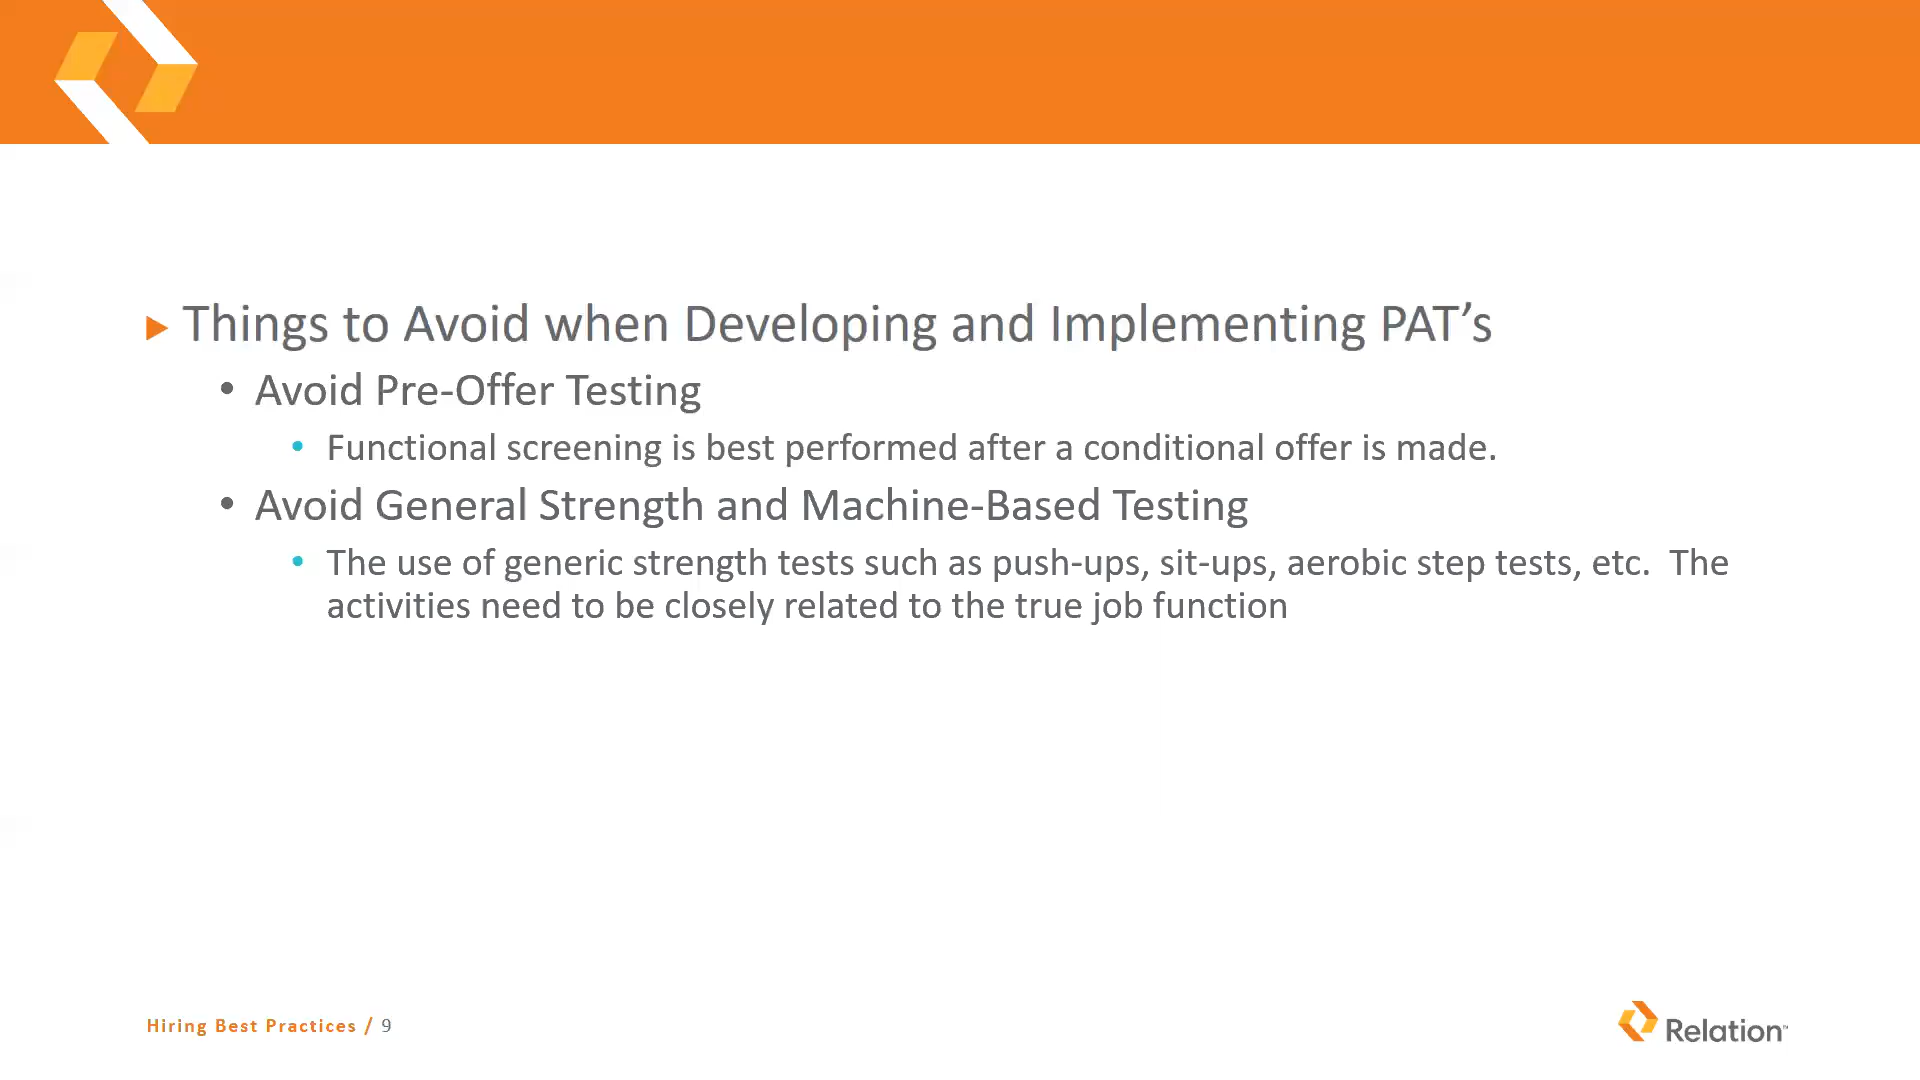 Things to Avoid when Developing and Implementing PAT’s
• Avoid Pre-Offer Testing
• Functional screening is best performed after a conditional offer is made.
• Avoid General Strength and Machine-Based Testing
• The use of generic strength tests such as push-ups, sit-ups, aerobic step tests, etc.  The
activities need to be closely related to the true job function
Hiring Best Practices / 9
Relation™